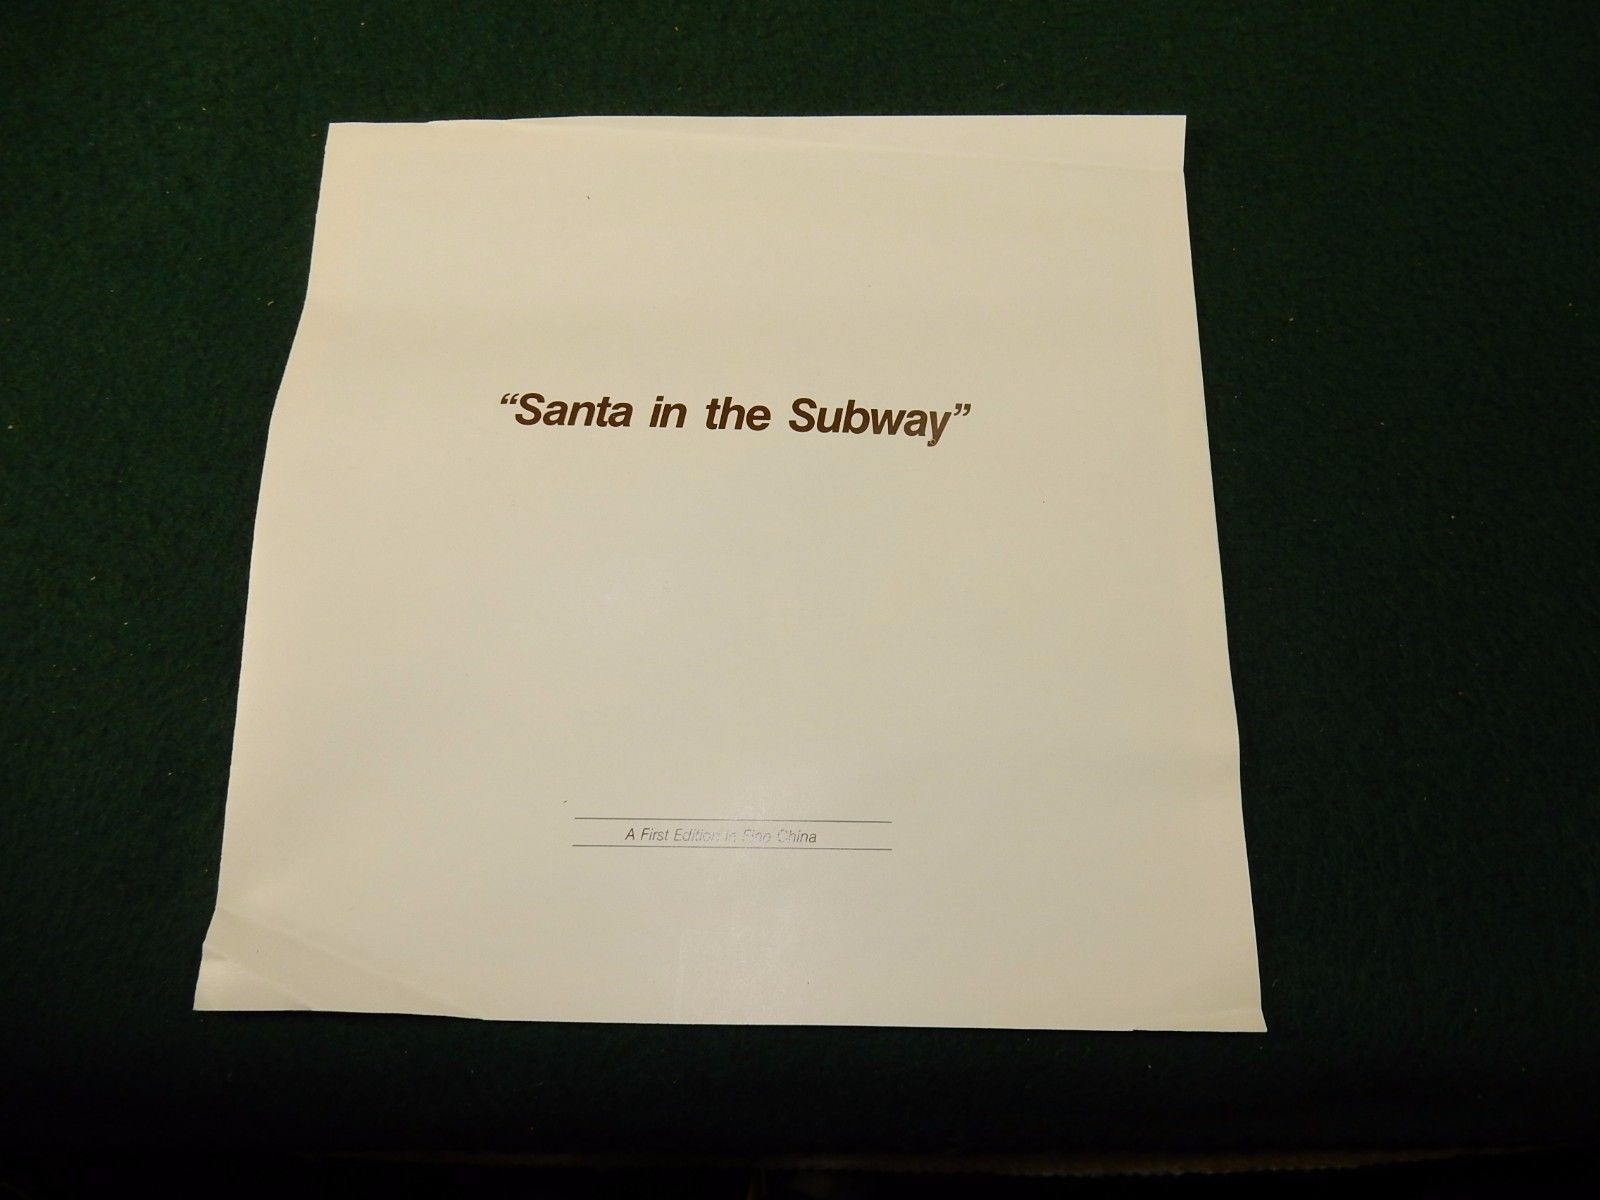 “Santa in the Subway”
A First Edition in Fine China